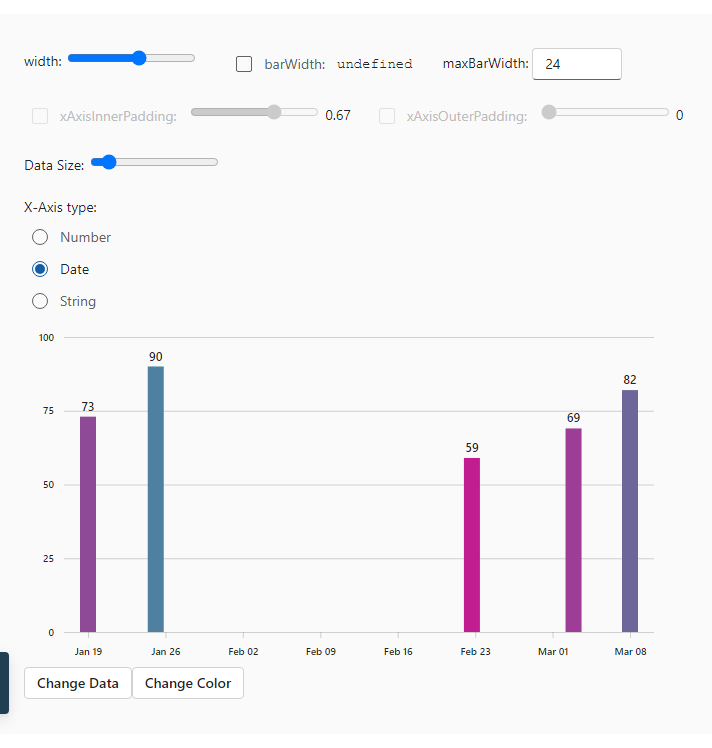 width: barWidth: undefined maxBarWidth: 24
xAxisInnerPadding: 0.67 xAxisOuterPadding: 0
Data Size:
X-Axis type:
Number
Date
String
100
90
82
73
75
69
59
50
25
0
Jan 19 Jan 26 Feb 02 Feb 09 Feb 16 Feb 23 Mar 01 Mar 08
Change Data Change Color